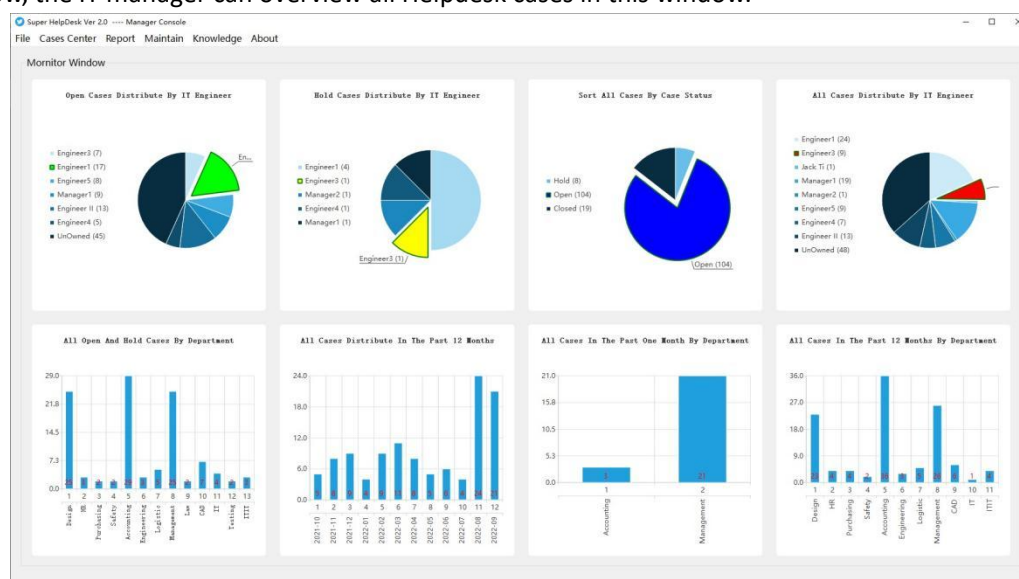 the IT manager can overview all Helpdesk cases in this window.
Super HelpDesk Ver 2.0 ---- Manager Console
File Cases Center Report Maintain Knowledge About
Mornitor Window
Open Cases Distribute By IT Engineer
Engineer3 (7)
Engineer1 (17)
Engineer5 (8)
Manager1 (9)
Engineer II (13)
Engineer4 (5)
UnOwned (45)
En...
Hold Cases Distribute By IT Engineer
Engineer1 (4)
Engineer3 (1)
Manager2 (1)
Engineer4 (1)
Manager1 (1)
Engineer3 (1)
Sort All Cases By Case Status
Hold (8)
Open (104)
Closed (19)
Open (104)
All Cases Distribute By IT Engineer
Engineer1 (24)
Engineer3 (9)
Jack Ti (1)
Manager1 (19)
Manager2 (1)
Engineer5 (9)
Engineer4 (7)
Engineer II (13)
UnOwned (48)
All Open And Hold Cases By Department
29.0
21.8
14.5
7.3
0.0
1 2 3 4 5 6 7 8 9 10 11 12 13
Design
HR
Purchasing
Safety
Accounting
Engineering
Logistic
Management
Law
CAD
IT
Testing
ITIT
All Cases Distribute In The Past 12 Months
24.0
18.0
12.0
6.0
0.0
1 2 3 4 5 6 7 8 9 10 11 12
2021-10
2021-11
2021-12
2022-01
2022-02
2022-03
2022-04
2022-05
2022-06
2022-07
2022-08
2022-09
All Cases In The Past One Month By Department
21.0
15.8
10.5
5.3
0.0
3 21
1 2
Accounting
Management
All Cases In The Past 12 Months By Department
36.0
27.0
18.0
9.0
0.0
1 2 3 4 5 6 7 8 9 10 11
Design
HR
Purchasing
Safety
Accounting
Engineering
Logistic
Management
CAD
IT
ITIT